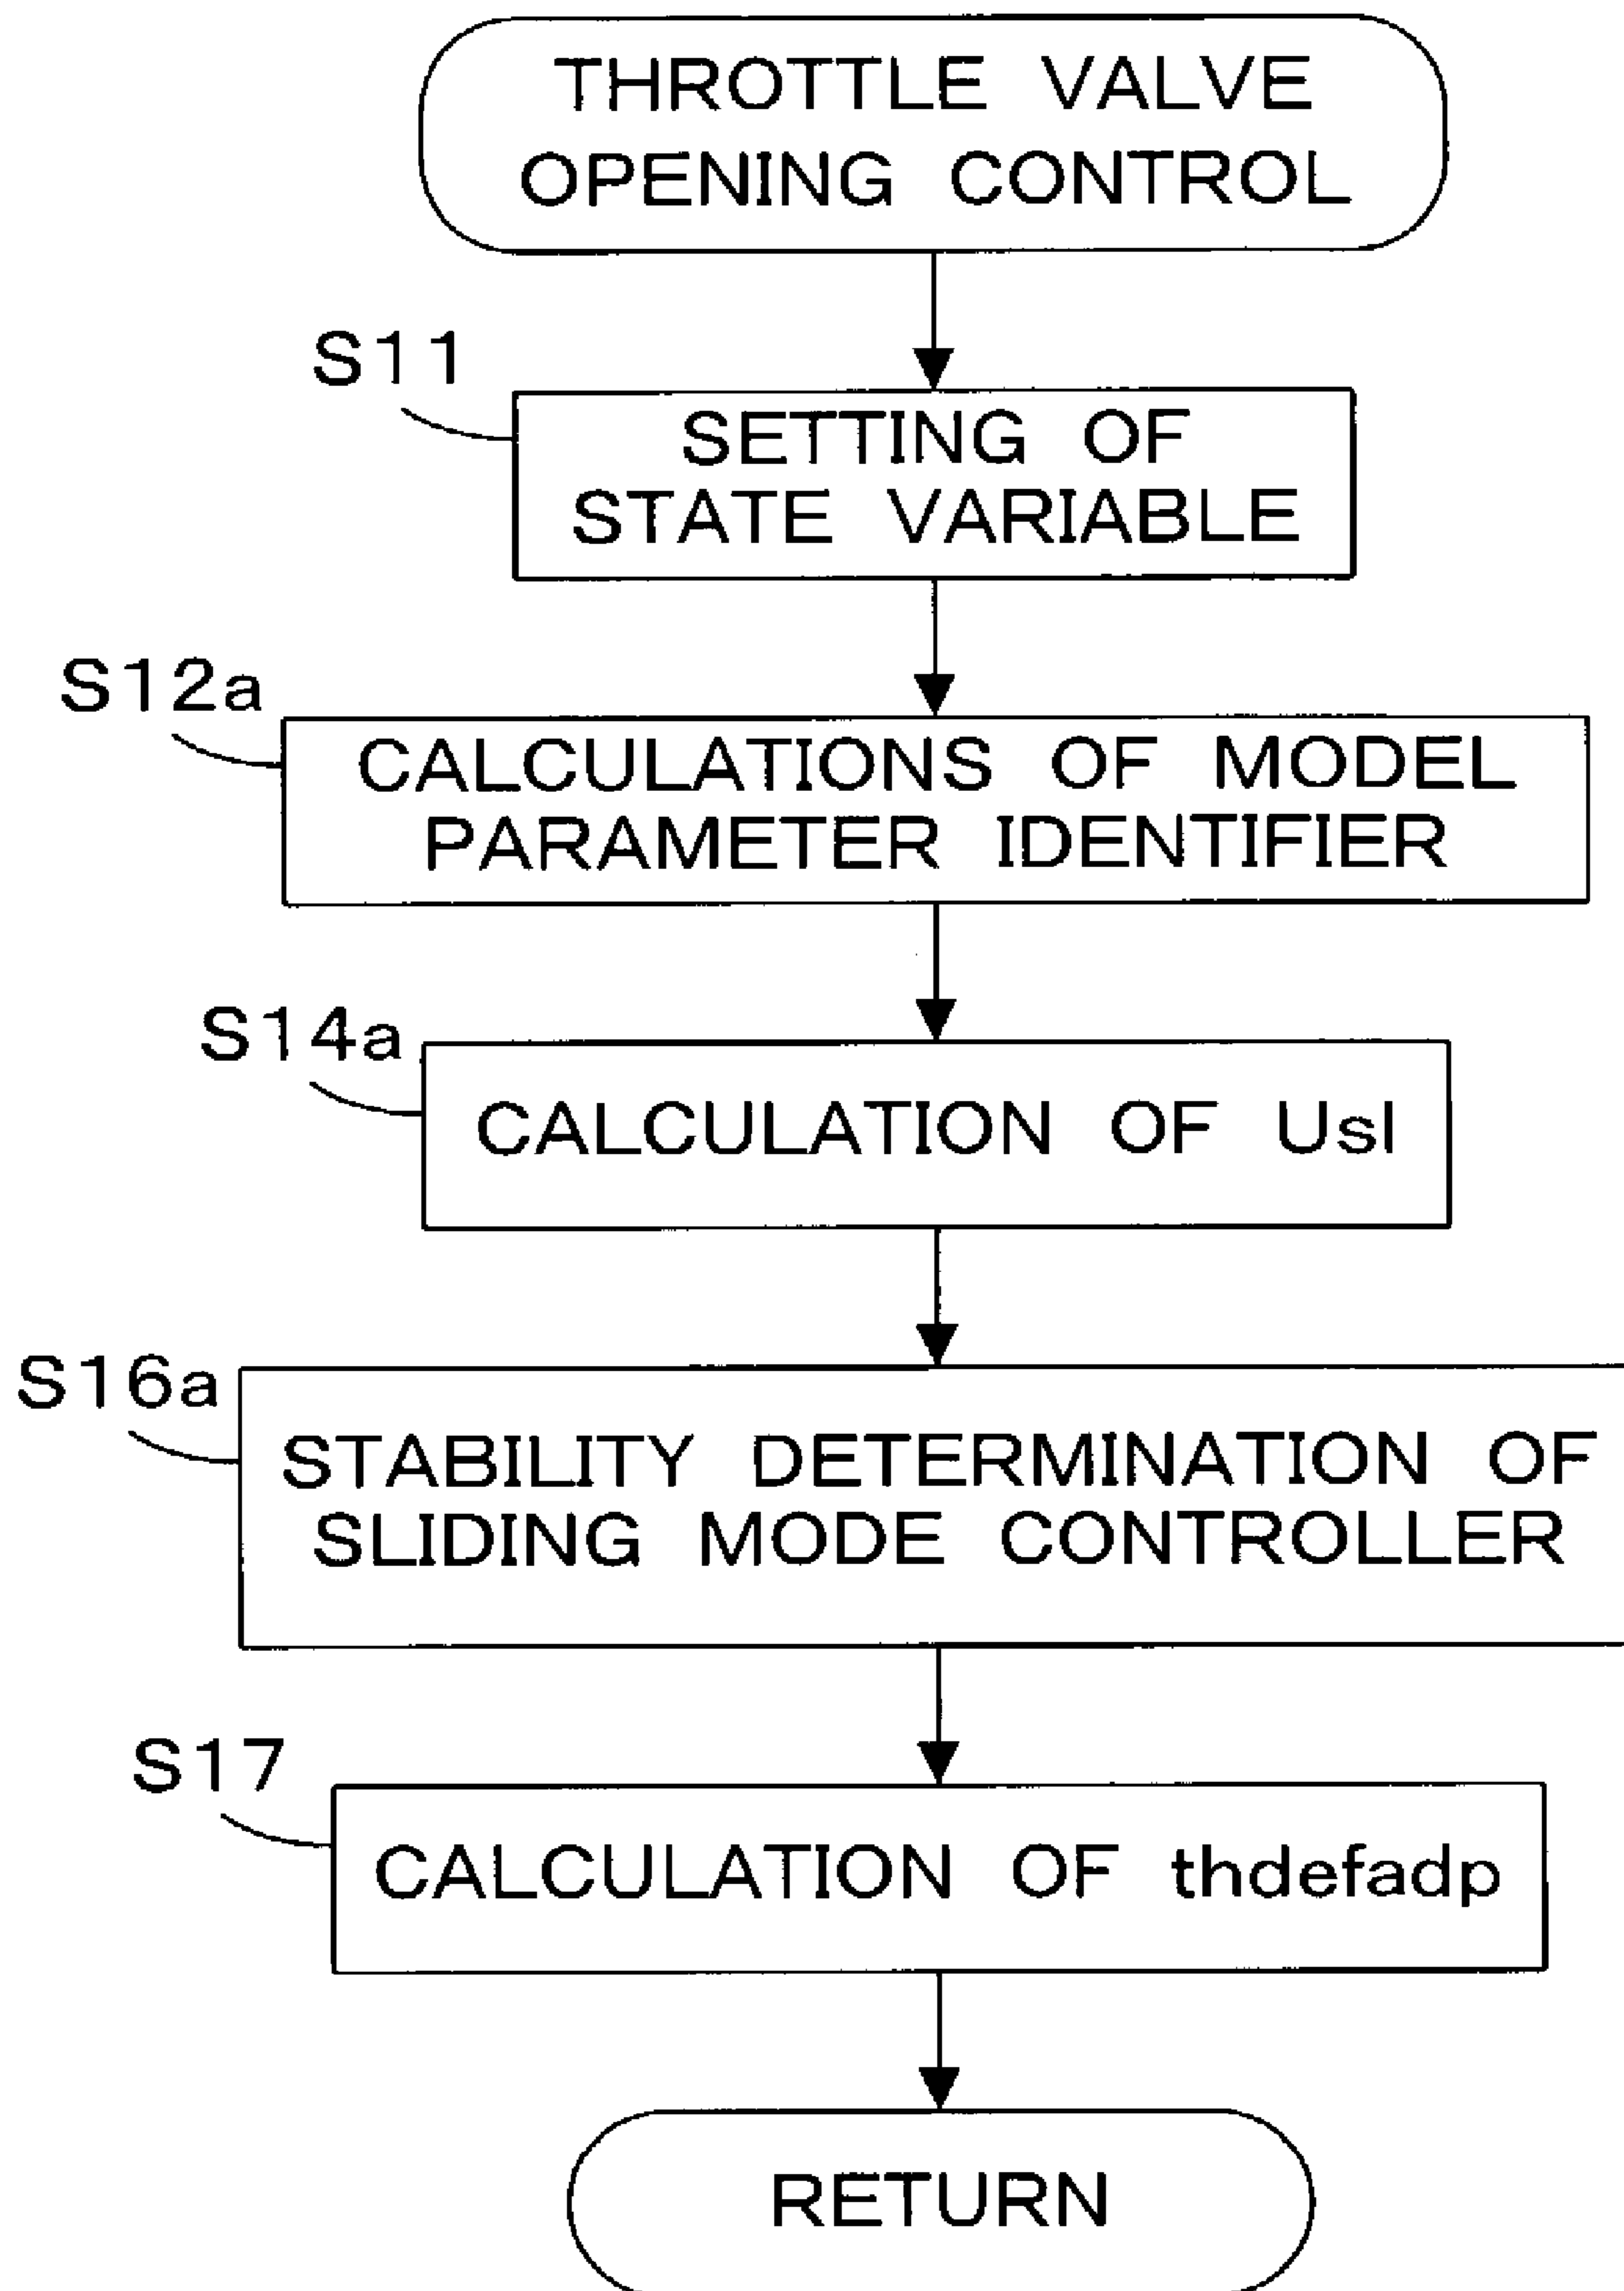 THROTTLE VALVE
OPENING CONTROL
S11
SETTING OF
STATE VARIABLE
S12a
CALCULATIONS OF MODEL
PARAMETER IDENTIFIER
S14a
CALCULATION OF Usl
S16a
STABILITY DETERMINATION OF
SLIDING MODE CONTROLLER
S17
CALCULATION OF thdefadp
RETURN